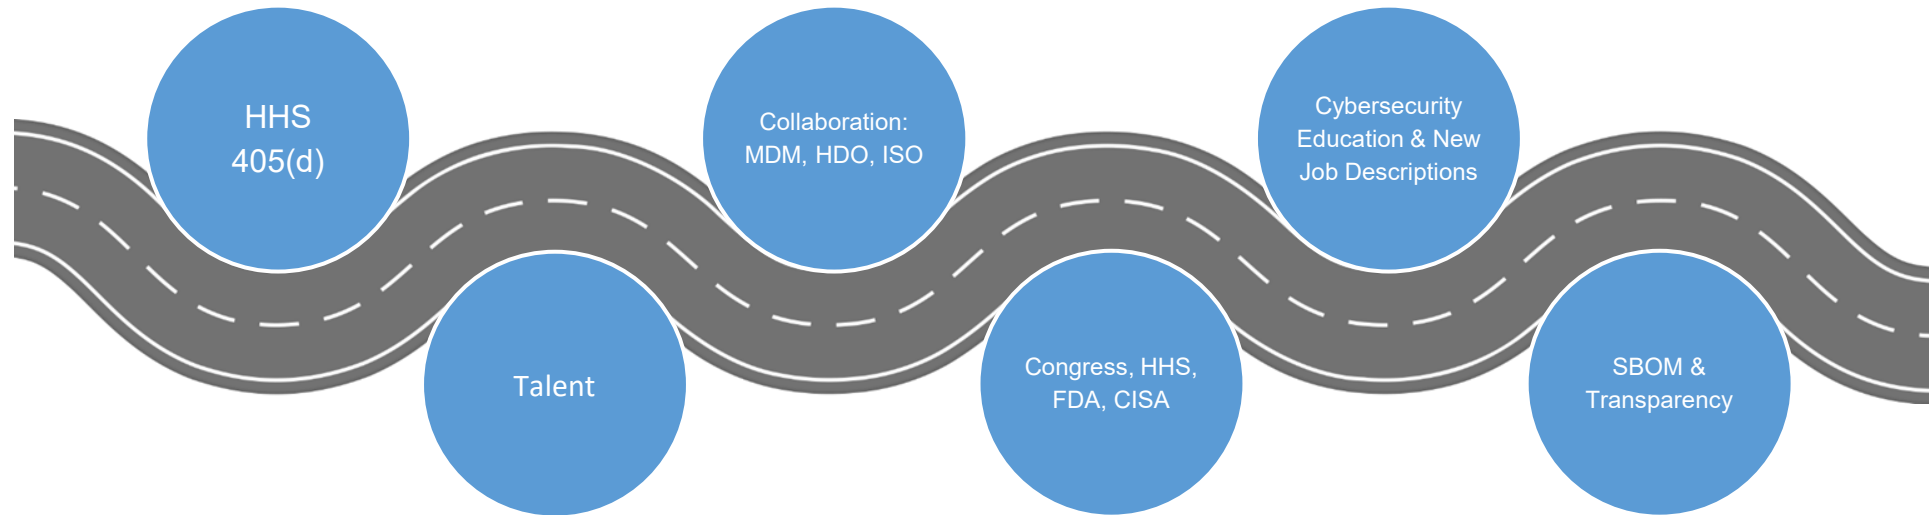 HHS
405(d)
Talent
Collaboration:
MDM, HDO, ISO
Congress, HHS,
FDA, CISA
Cybersecurity
Education & New
Job Descriptions
SBOM &
Transparency